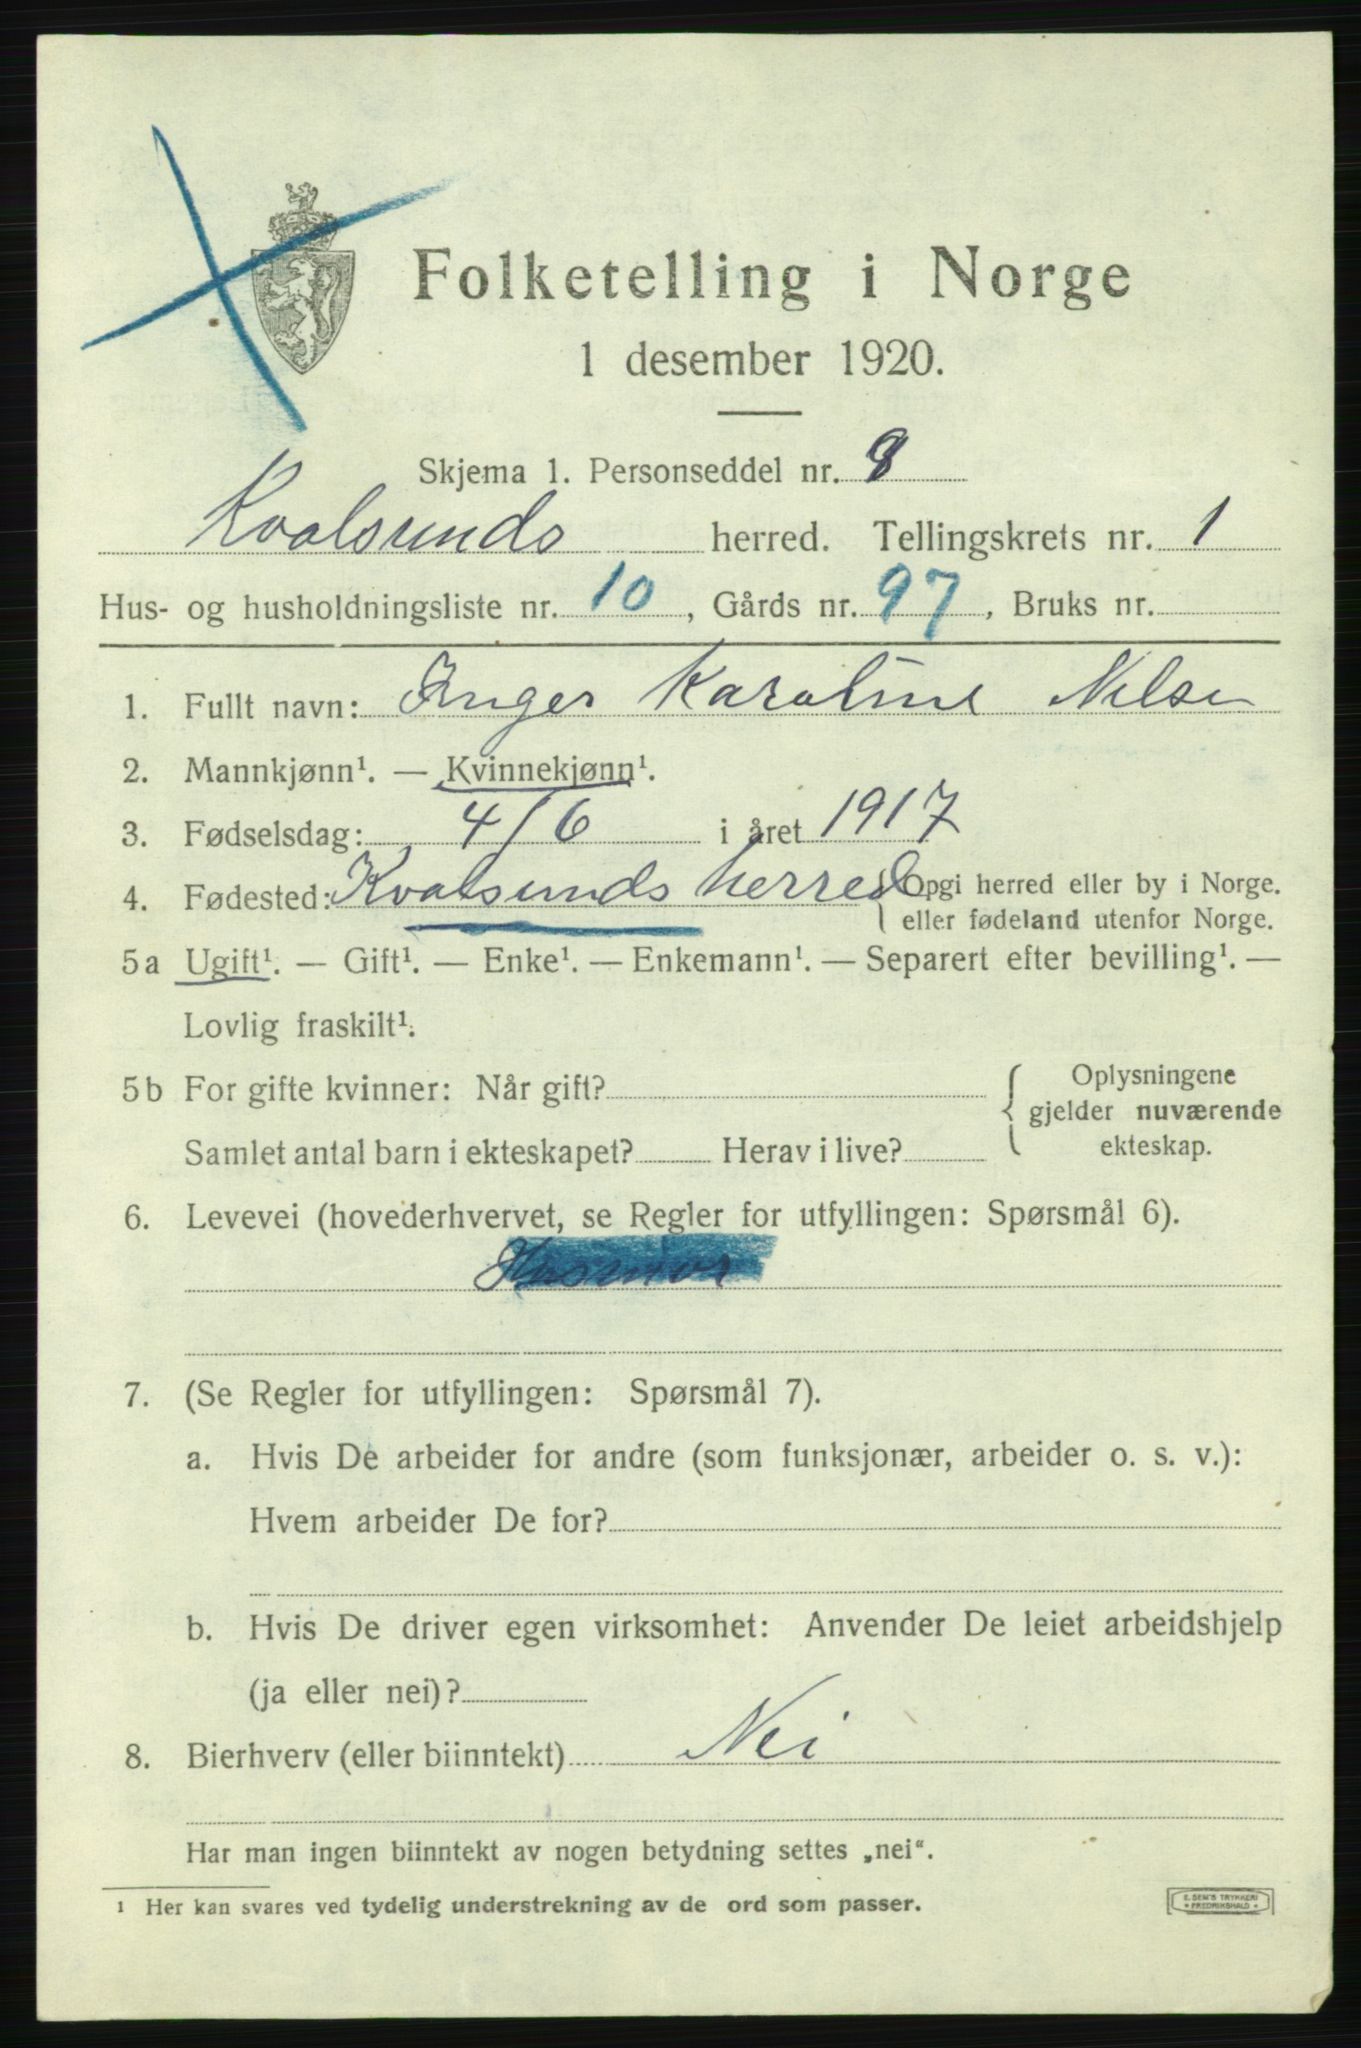 Folketelling i Norge
1 desember 1920.
Skjema 1. Personseddel nr. 8
Kvalsunds herred. Tellingskrets nr. 1
Hus- og husholdningsliste nr. 10, Gårds nr. 97, Bruks nr.
1. Fullt navn: Inger Karoline Nilse
2. Mannkjønn¹. — Kvinnekjønn¹.
3. Fødselsdag: 4/6 i året 1917
4. Fødested: Kvalsunds herred { Opgi herred eller by i Norge.
eller fødeland utenfor Norge.
5a Ugift¹. — Gift¹. — Enke¹. — Enkemann¹. — Separert efter bevilling¹. —
Lovlig fraskilt¹.
5b For gifte kvinner: Når gift? { Oplysningene
gjelder nuværende
Samlet antal barn i ekteskapet? Herav i live? ekteskap.
6. Levevei (hovederhvervet, se Regler for utfyllingen: Spørsmål 6).
7. (Se Regler for utfyllingen: Spørsmål 7).
a. Hvis De arbeider for andre (som funksjonær, arbeider o. s. v.):
Hvem arbeider De for?
b. Hvis De driver egen virksomhet: Anvender De leiet arbeidshjelp
(ja eller nei)?
8. Bierhverv (eller biinntekt) Nei
Har man ingen biinntekt av nogen betydning settes „nei“.
1 Her kan svares ved tydelig understrekning av de ord som passer.
E. SEM'S TRYKKERI
FREDRIKSHALD